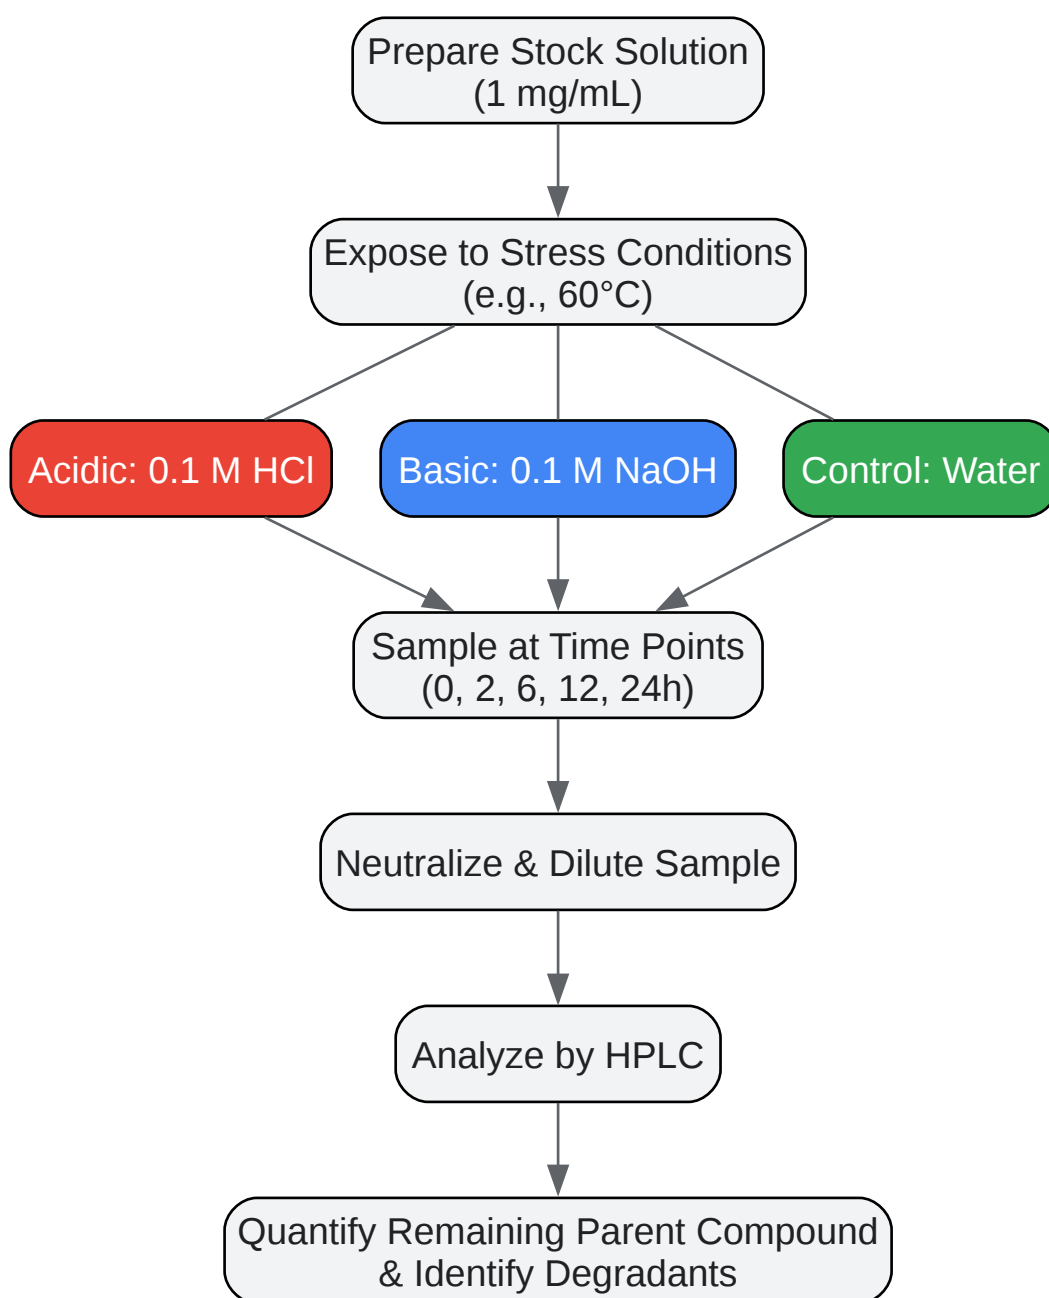 Prepare Stock Solution
(1 mg/mL)
Expose to Stress Conditions
(e.g., 60°C)
Acidic: 0.1 M HCl
Basic: 0.1 M NaOH
Control: Water
Sample at Time Points
(0, 2, 6, 12, 24h)
Neutralize & Dilute Sample
Analyze by HPLC
Quantify Remaining Parent Compound
& Identify Degradants